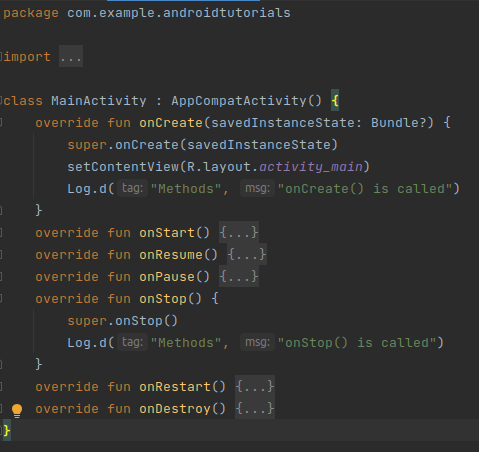 package com.example.androidtutorials
import ...
class MainActivity : AppCompatActivity() {
override fun onCreate(savedInstanceState: Bundle?) {
super.onCreate(savedInstanceState)
setContentView(R.layout.activity_main)
Log.d( tag: "Methods", msg: "onCreate() is called")
}
override fun onStart() {...}
override fun onResume() {...}
override fun onPause() {...}
override fun onStop() {
super.onStop()
Log.d( tag: "Methods", msg: "onStop() is called")
}
override fun onRestart() {...}
override fun onDestroy() {...}
}